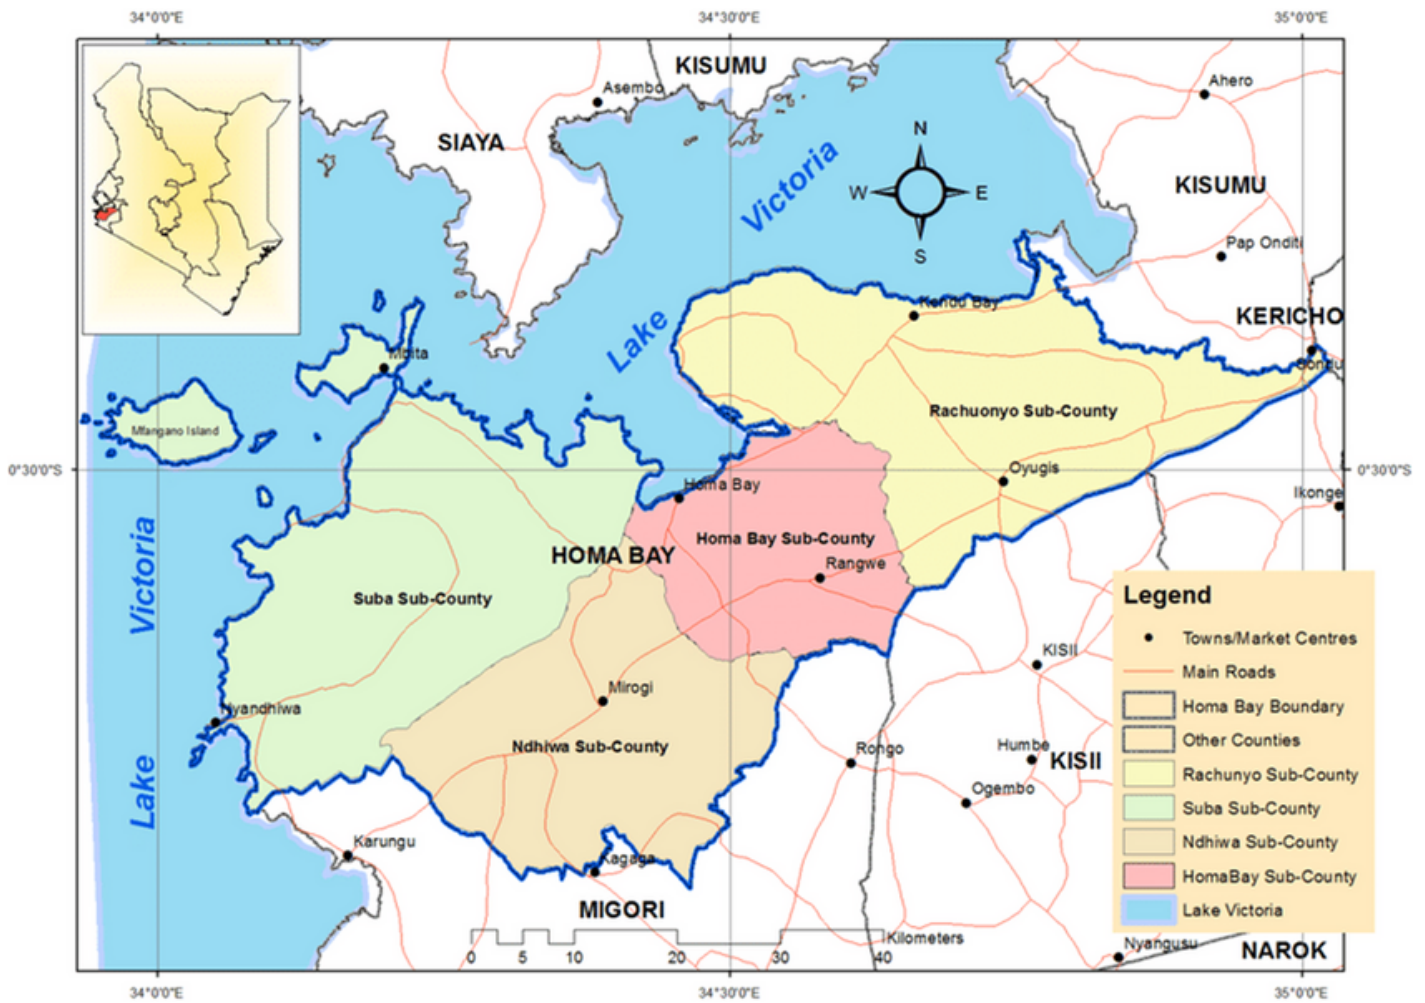 34°0'0"E
34°30'0"E
35°0'0"E
KISUMU
Asembo
Ahero
SIAYA
N
W
E
S
Victoria
KISUMU
Pap Onditi
Kendu Bay
KERICHO
Lake
Mbita
Sondu
Mfangano Island
Rachuonyo Sub-County
0°30'0"S
0°30'0"S
Oyugis
Homa Bay
Ikonge
Homa Bay Sub-County
HOMA BAY
Rangwe
Victoria
Suba Sub-County
Legend
Towns/Market Centres
Main Roads
Homa Bay Boundary
Other Counties
Rachunyo Sub-County
Suba Sub-County
Ndhiwa Sub-County
HomaBay Sub-County
Lake Victoria
KISII
Mirogi
Nyandhiwa
Ndhiwa Sub-County
Rongo
Humbe
KISII
Ogembo
Lake
Karungu
Kagaga
MIGORI
Kilometers
0 5 10 20 30 40
Nyangusu
NAROK
34°0'0"E
34°30'0"E
35°0'0"E